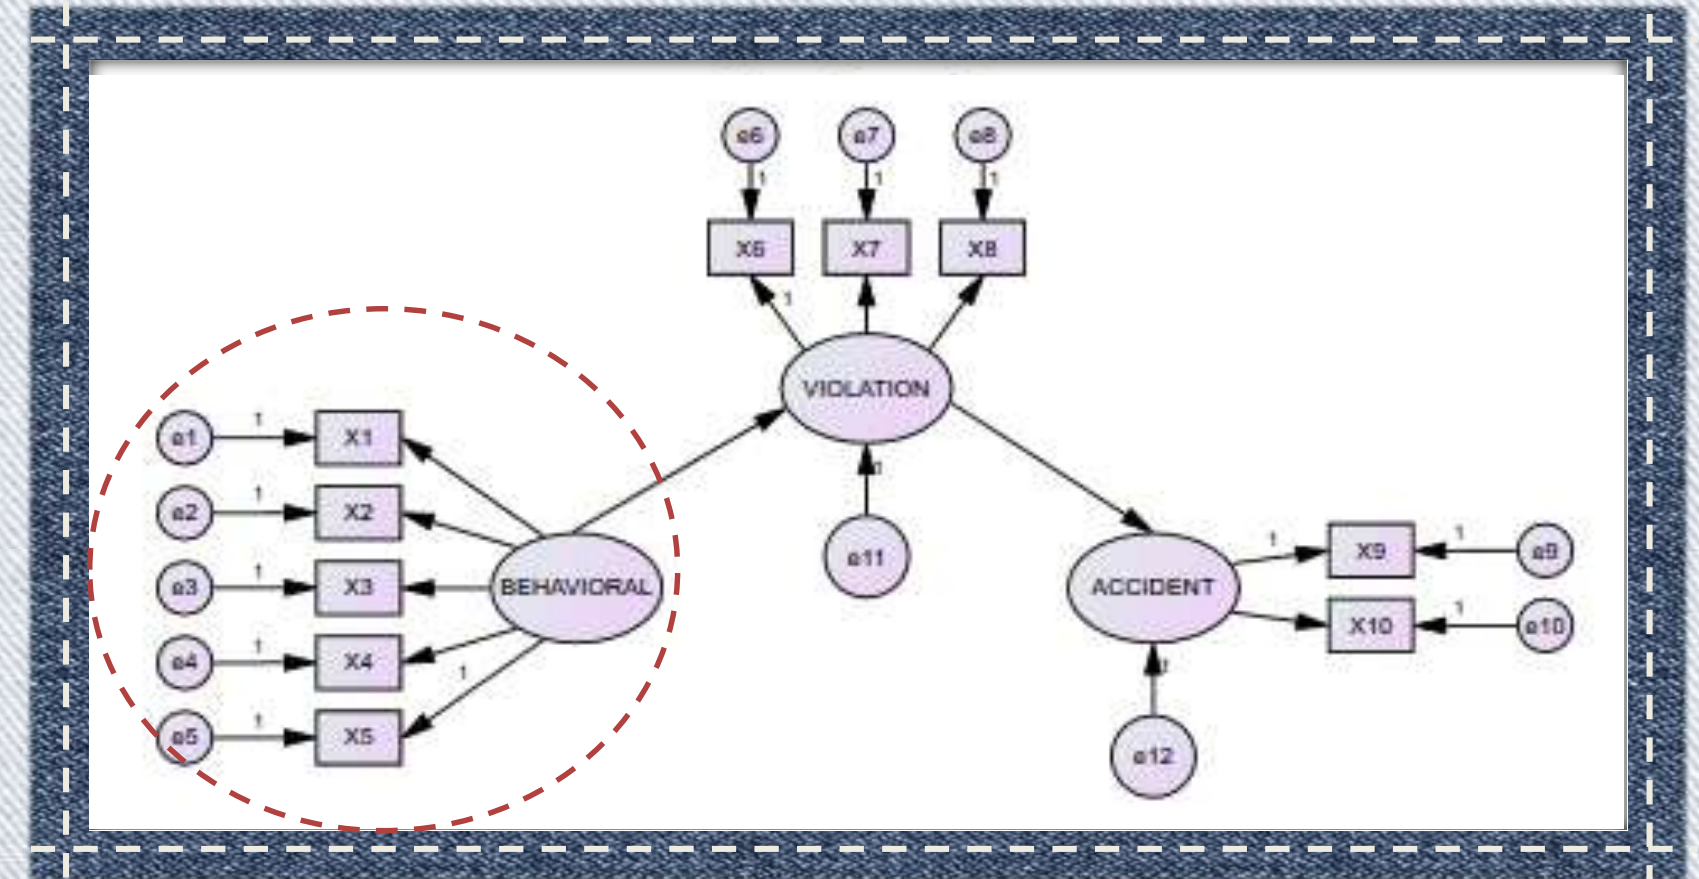 e6 e7 e8
1 1 1
X6 X7 X8
1
VIOLATION
1
e11
e1 1 X1
e2 1 X2
e3 1 X3
e4 1 X4
e5 1 X5
1
BEHAVIORAL
ACCIDENT
1 X9 1 e9
X10 1 e10
1
e12